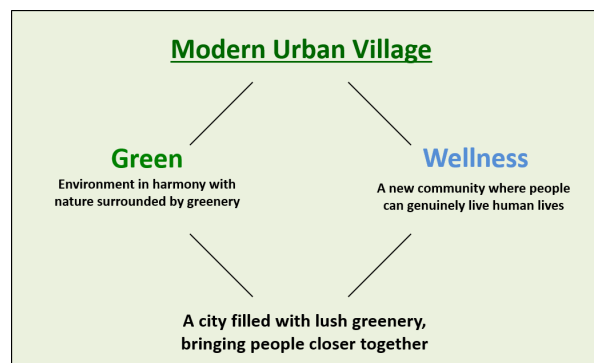 Modern Urban Village
Green
Environment in harmony with
nature surrounded by greenery
Wellness
A new community where people
can genuinely live human lives
A city filled with lush greenery,
bringing people closer together